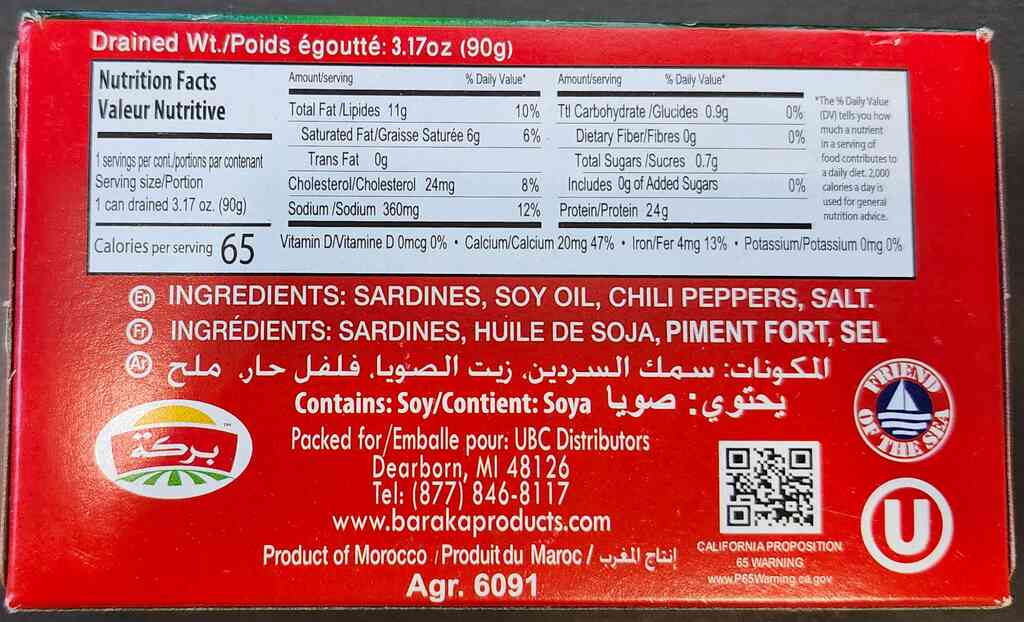 Drained Wt./Poids égoutté: 3.17oz (90g)
Nutrition Facts
Valeur Nutritive
1 servings per cont./portions par contenant
Serving size/Portion
1 can drained 3.17 oz. (90g)
Calories per serving 65
Amount/serving % Daily Value*
Total Fat /Lipides 11g 10%
Saturated Fat/Graisse Saturée 6g 6%
Trans Fat 0g
Cholesterol/Cholesterol 24mg 8%
Sodium /Sodium 360mg 12%
Amount/serving % Daily Value*
Ttl Carbohydrate /Glucides 0.9g 0%
Dietary Fiber/Fibres 0g 0%
Total Sugars /Sucres 0.7g
Includes 0g of Added Sugars 0%
Protein/Protein 24g
*The % Daily Value
(DV) tells you how
much a nutrient
in a serving of
food contributes to
a daily diet. 2,000
calories a day is
used for general
nutrition advice.
Vitamin D/Vitamine D 0mcg 0% • Calcium/Calcium 20mg 47% • Iron/Fer 4mg 13% • Potassium/Potassium 0mg 0%
En INGREDIENTS: SARDINES, SOY OIL, CHILI PEPPERS, SALT.
Fr INGRÉDIENTS: SARDINES, HUILE DE SOJA, PIMENT FORT, SEL
Ar المكونات: سمك السردين, زيت الصويا, فلفل حار, ملح
Contains: Soy/Contient: Soya يحتوي: صويا
بركة TM
Packed for/Emballe pour: UBC Distributors
Dearborn, MI 48126
Tel: (877) 846-8117
www.barakaproducts.com
Product of Morocco / Produit du Maroc / إنتاج المغرب
Agr. 6091
FRIEND
OF THE SEA
U
CALIFORNIA PROPOSITION
65 WARNING
www.P65Warning.ca.gov